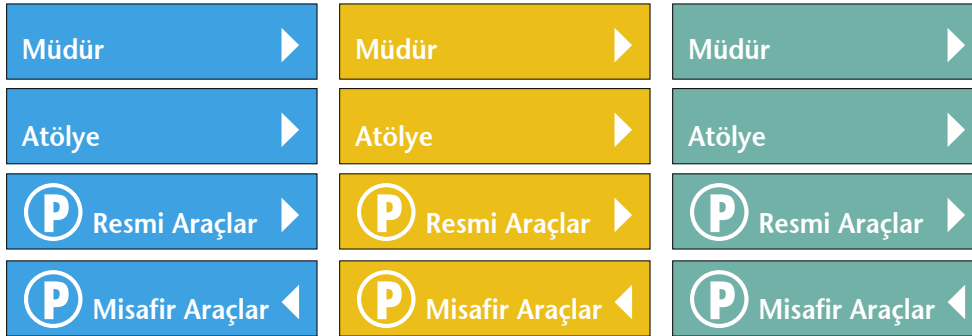 Müdür Müdür Müdür
Atölye Atölye Atölye
P Resmi Araçlar P Resmi Araçlar P Resmi Araçlar
P Misafir Araçlar P Misafir Araçlar P Misafir Araçlar